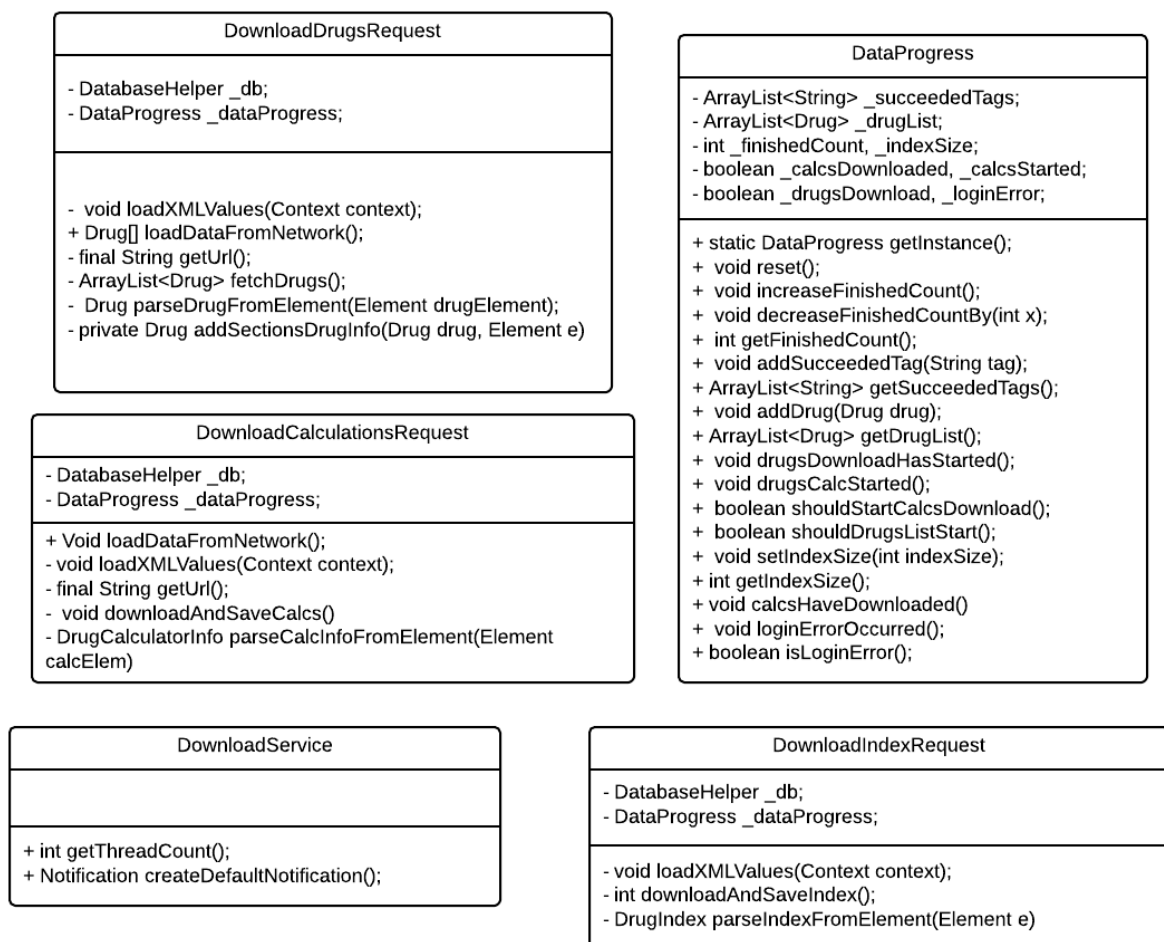 DownloadDrugsRequest
- DatabaseHelper _db;
- DataProgress _dataProgress;
-  void loadXMLValues(Context context);
+ Drug[] loadDataFromNetwork();
- final String getUrl();
- ArrayList<Drug> fetchDrugs();
-  Drug parseDrugFromElement(Element drugElement);
- private Drug addSectionsDrugInfo(Drug drug, Element e)
DataProgress
- ArrayList<String> _succeededTags;
- ArrayList<Drug> _drugList;
- int _finishedCount, _indexSize;
- boolean _calcsDownloaded, _calcsStarted;
- boolean _drugsDownload, _loginError;
+ static DataProgress getInstance();
+  void reset();
+  void increaseFinishedCount();
+  void decreaseFinishedCountBy(int x);
+  int getFinishedCount();
+  void addSucceededTag(String tag);
+ ArrayList<String> getSucceededTags();
+  void addDrug(Drug drug);
+ ArrayList<Drug> getDrugList();
+  void drugsDownloadHasStarted();
+  void drugsCalcStarted();
+  boolean shouldStartCalcsDownload();
+  boolean shouldDrugsListStart();
+  void setIndexSize(int indexSize);
+ int getIndexSize();
+ void calcsHaveDownloaded()
+  void loginErrorOccurred();
+ boolean isLoginError();
DownloadCalculationsRequest
- DatabaseHelper _db;
- DataProgress _dataProgress;
+ Void loadDataFromNetwork();
- void loadXMLValues(Context context);
- final String getUrl();
-  void downloadAndSaveCalcs()
- DrugCalculatorInfo parseCalcInfoFromElement(Element
calcElem)
DownloadService
+ int getThreadCount();
+ Notification createDefaultNotification();
DownloadIndexRequest
- DatabaseHelper _db;
- DataProgress _dataProgress;
- void loadXMLValues(Context context);
- int downloadAndSaveIndex();
- DrugIndex parseIndexFromElement(Element e)